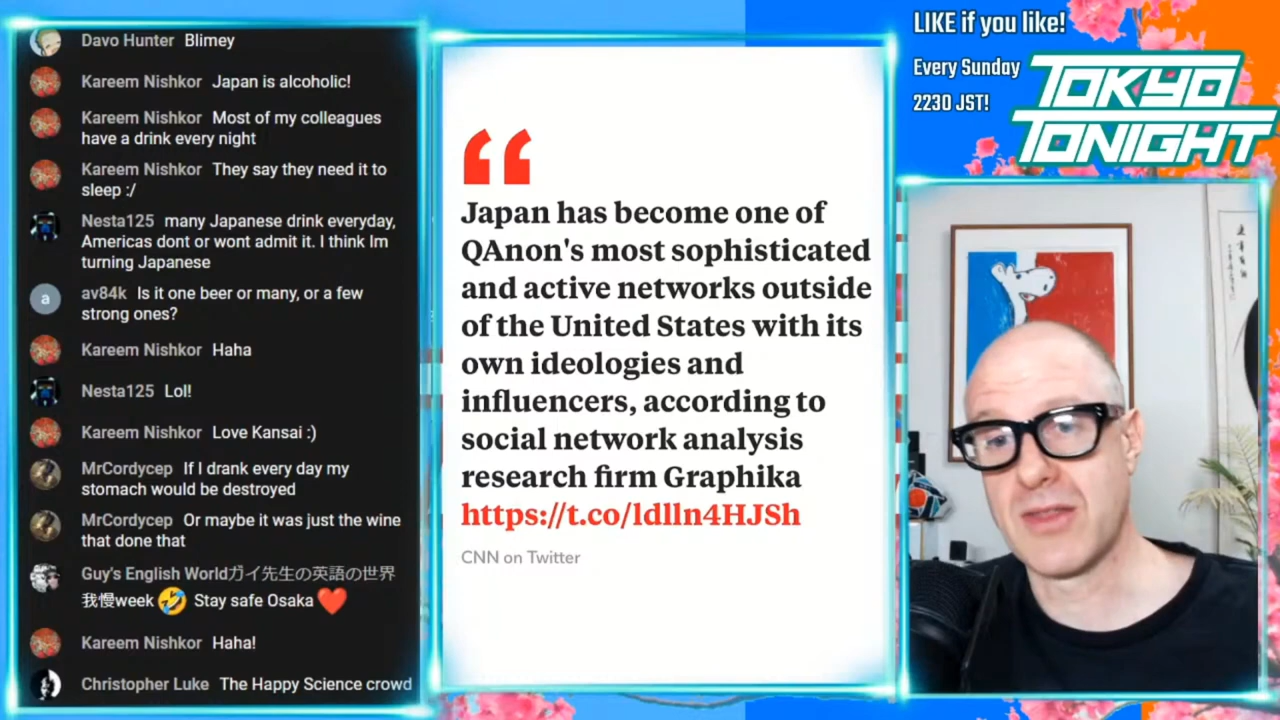 Davo Hunter Blimey
Kareem Nishkor Japan is alcoholic!
Kareem Nishkor Most of my colleagues
have a drink every night
Kareem Nishkor They say they need it to
sleep :/
Nesta125 many Japanese drink everyday,
Americas dont or wont admit it. I think Im
turning Japanese
a
av84k Is it one beer or many, or a few
strong ones?
Kareem Nishkor Haha
Nesta125 Lol!
Kareem Nishkor Love Kansai :)
MrCordycep If I drank every day my
stomach would be destroyed
MrCordycep Or maybe it was just the wine
that done that
Guy's English Worldガイ先生の英語の世界
我慢week 🤣 Stay safe Osaka ❤️
Kareem Nishkor Haha!
Christopher Luke The Happy Science crowd
“
Japan has become one of
QAnon's most sophisticated
and active networks outside
of the United States with its
own ideologies and
influencers, according to
social network analysis
research firm Graphika
https://t.co/ldlln4HJSh
CNN on Twitter
LIKE if you like!
Every Sunday
2230 JST!
TOKYO
TONIGHT